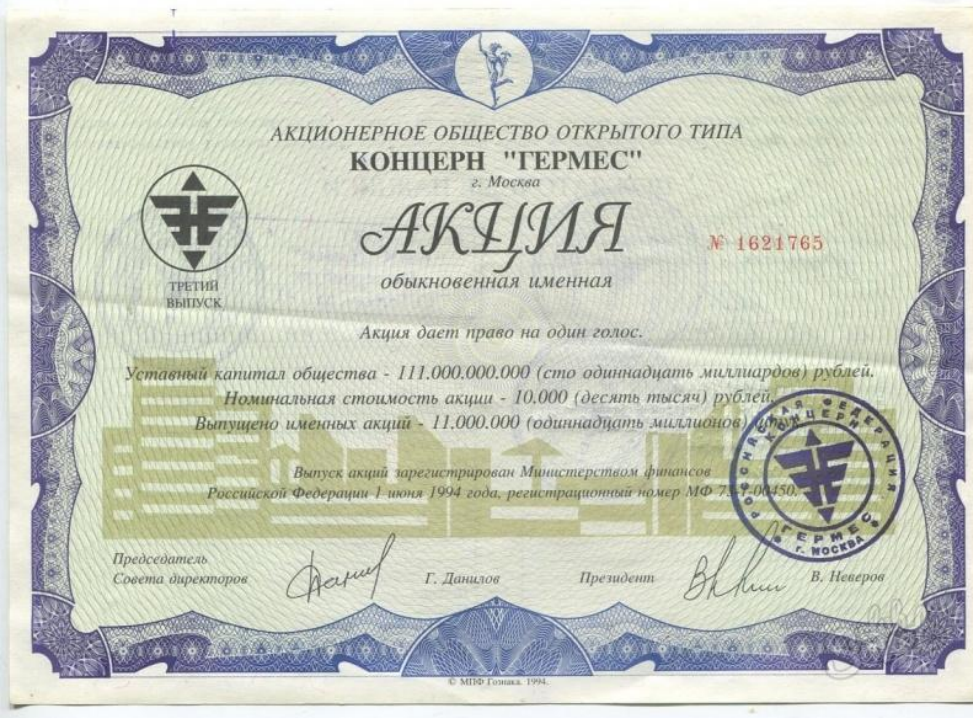 АКЦИОНЕРНОЕ ОБЩЕСТВО ОТКРЫТОГО ТИПА
КОНЦЕРН "ГЕРМЕС"
г. Москва
АКЦИЯ
№ 1621765
обыкновенная именная
ТРЕТИЙ
ВЫПУСК
Акция дает право на один голос.
Уставный капитал общества - 111.000.000.000 (сто одиннадцать миллиардов) рублей.
Номинальная стоимость акции - 10.000 (десять тысяч) рублей.
Выпущено именных акций - 11.000.000 (одиннадцать миллионов)
Выпуск акций зарегистрирован Министерством финансов
Российской Федерации 1 июня 1994 года, регистрационный номер МФ
РОССИЙСКАЯ ФЕДЕРАЦИЯ
КОНЦЕРН
ГЕРМЕС
г. МОСКВА
Председатель
Совета директоров
Г. Данилов
Президент
В. Неверов
© МПФ Гознака. 1994.